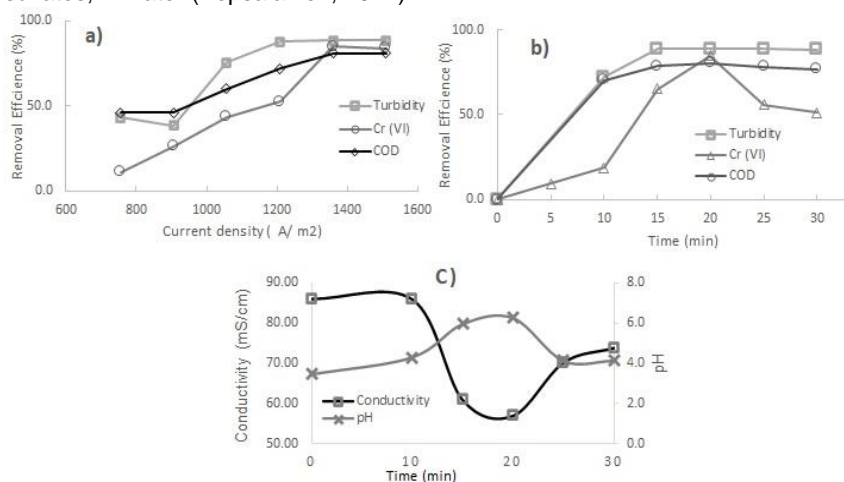 a)
100.0
50.0
0.0
Removal Effcience (%)
Turbidity
Cr (VI)
COD
600 800 1000 1200 1400 1600
Current density ( A/ m2)
b)
100.0
50.0
0.0
Removal Efficience (%)
Turbidity
Cr (VI)
COD
0 5 10 15 20 25 30
Time (min)
C)
90.00
80.00
70.00
60.00
50.00
Conductivity (mS/cm)
8.0
6.0
4.0
2.0
0.0
pH
Conductivity
pH
0 10 20 30
Time (min)